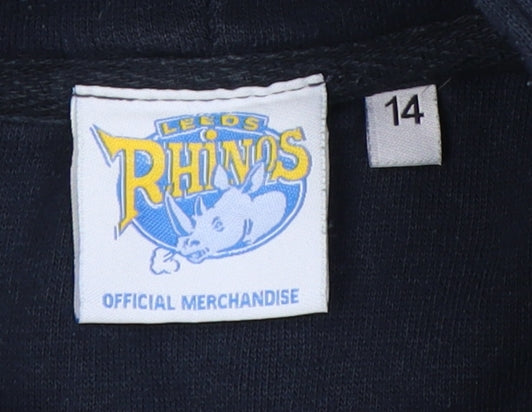 LEEDS
RHINOS
OFFICIAL MERCHANDISE
14